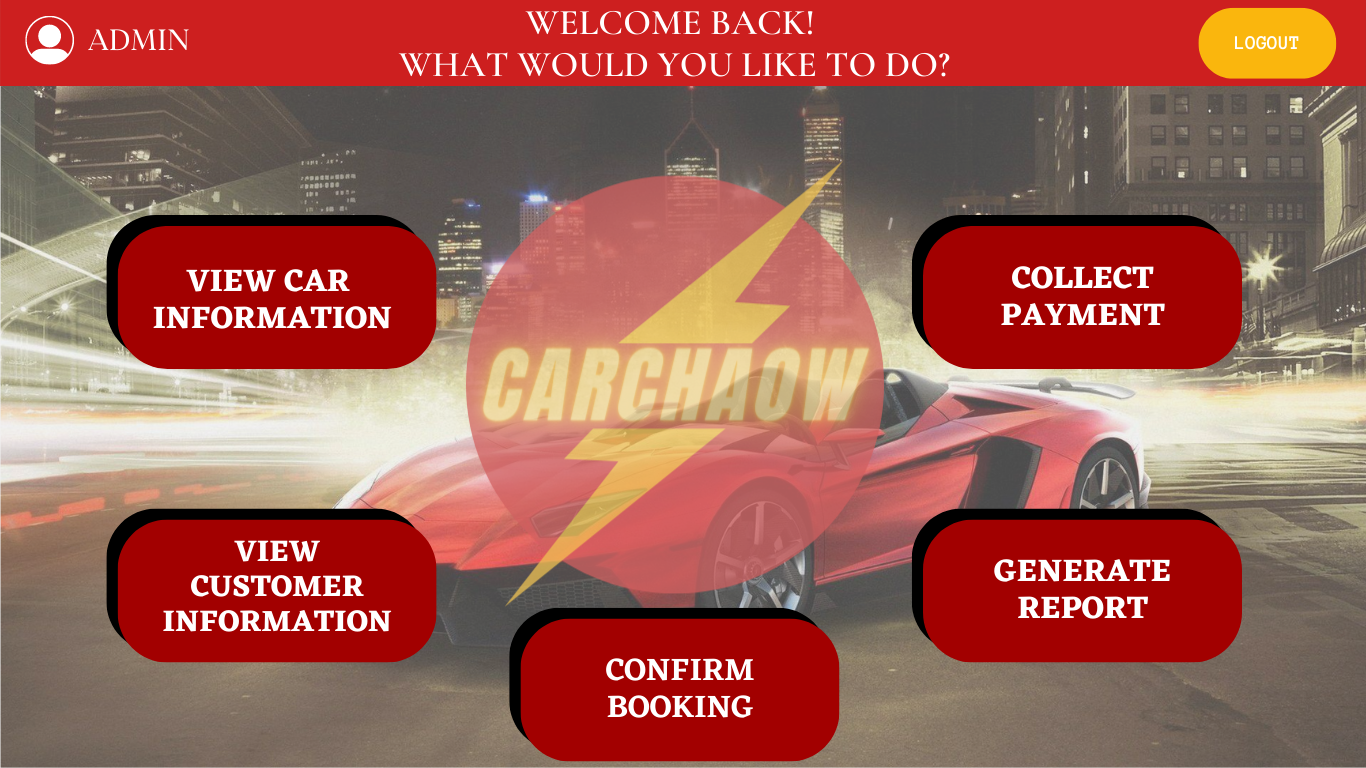 ADMIN
WELCOME BACK!
WHAT WOULD YOU LIKE TO DO?
LOGOUT
VIEW CAR
INFORMATION
COLLECT
PAYMENT
CARCHAOW
VIEW
CUSTOMER
INFORMATION
GENERATE
REPORT
CONFIRM
BOOKING